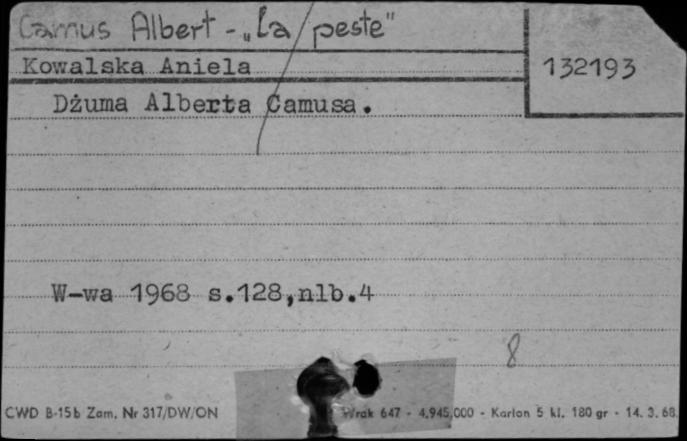 Camus Albert - „La peste"
Kowalska Aniela
132193
Dżuma Alberta Camusa.
W-wa 1968 s.128,nlb.4
8
CWD B-15b Zam. Nr 317/DW/ON
647 - 4.945.000 - Karton 5 kl. 180 gr - 14. 3. 68.